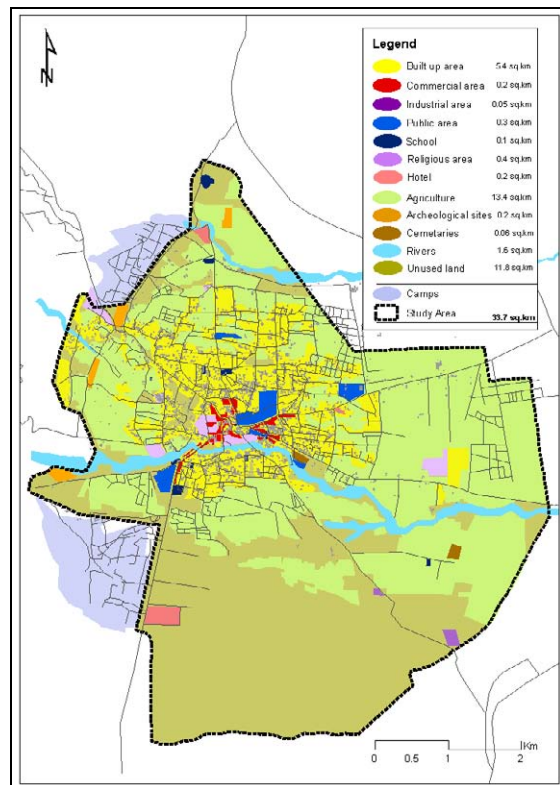 N
Legend
Built up area 5.4 sq.km
Commercial area 0.2 sq.km
Industrial area 0.05 sq.km
Public area 0.3 sq.km
School 0.1 sq.km
Religious area 0.4 sq.km
Hotel 0.2 sq.km
Agriculture 13.4 sq.km
Archeological sites 0.2 sq.km
Cemetaries 0.06 sq.km
Rivers 1.6 sq.km
Unused land 11.8 sq.km
Camps
Study Area 33.7 sq.km
Km
0 0.5 1 2